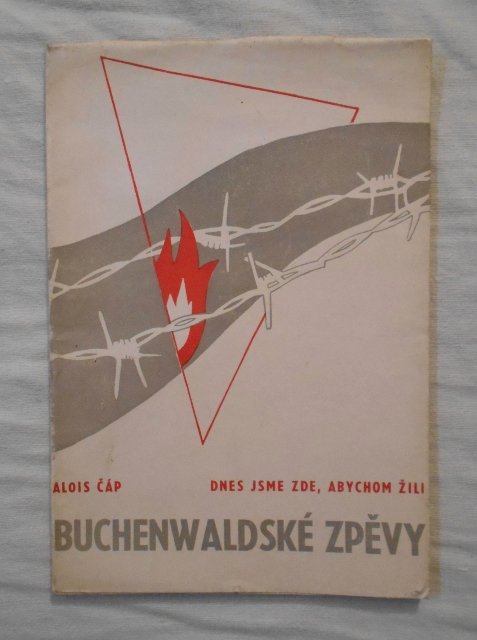 ALOIS ČÁP DNES JSME ZDE, ABYCHOM ŽILI
BUCHENWALDSKÉ ZPĚVY